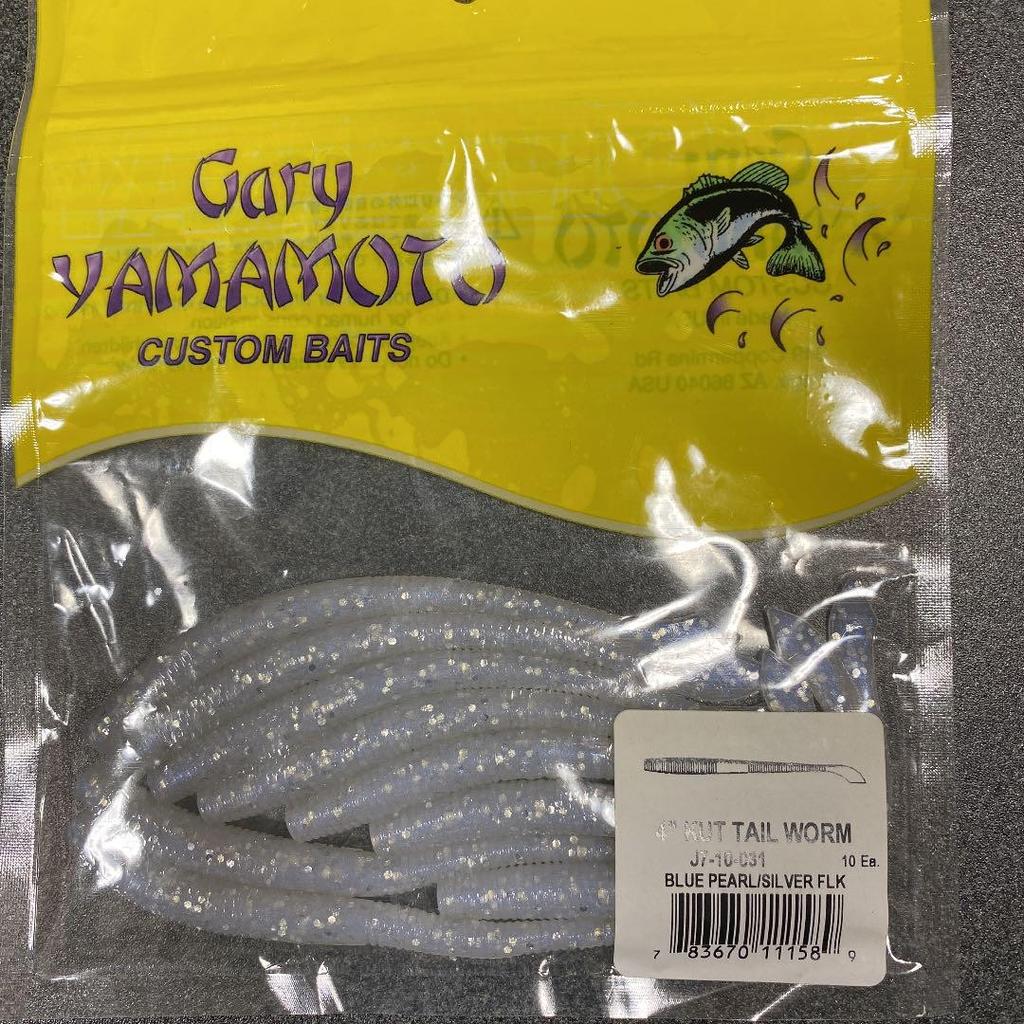 Gary
YAMAMOTO
CUSTOM BAITS
4" KUT TAIL WORM
J7-10-031 10 Ea.
BLUE PEARL/SILVER FLK
7 83670 11158 9